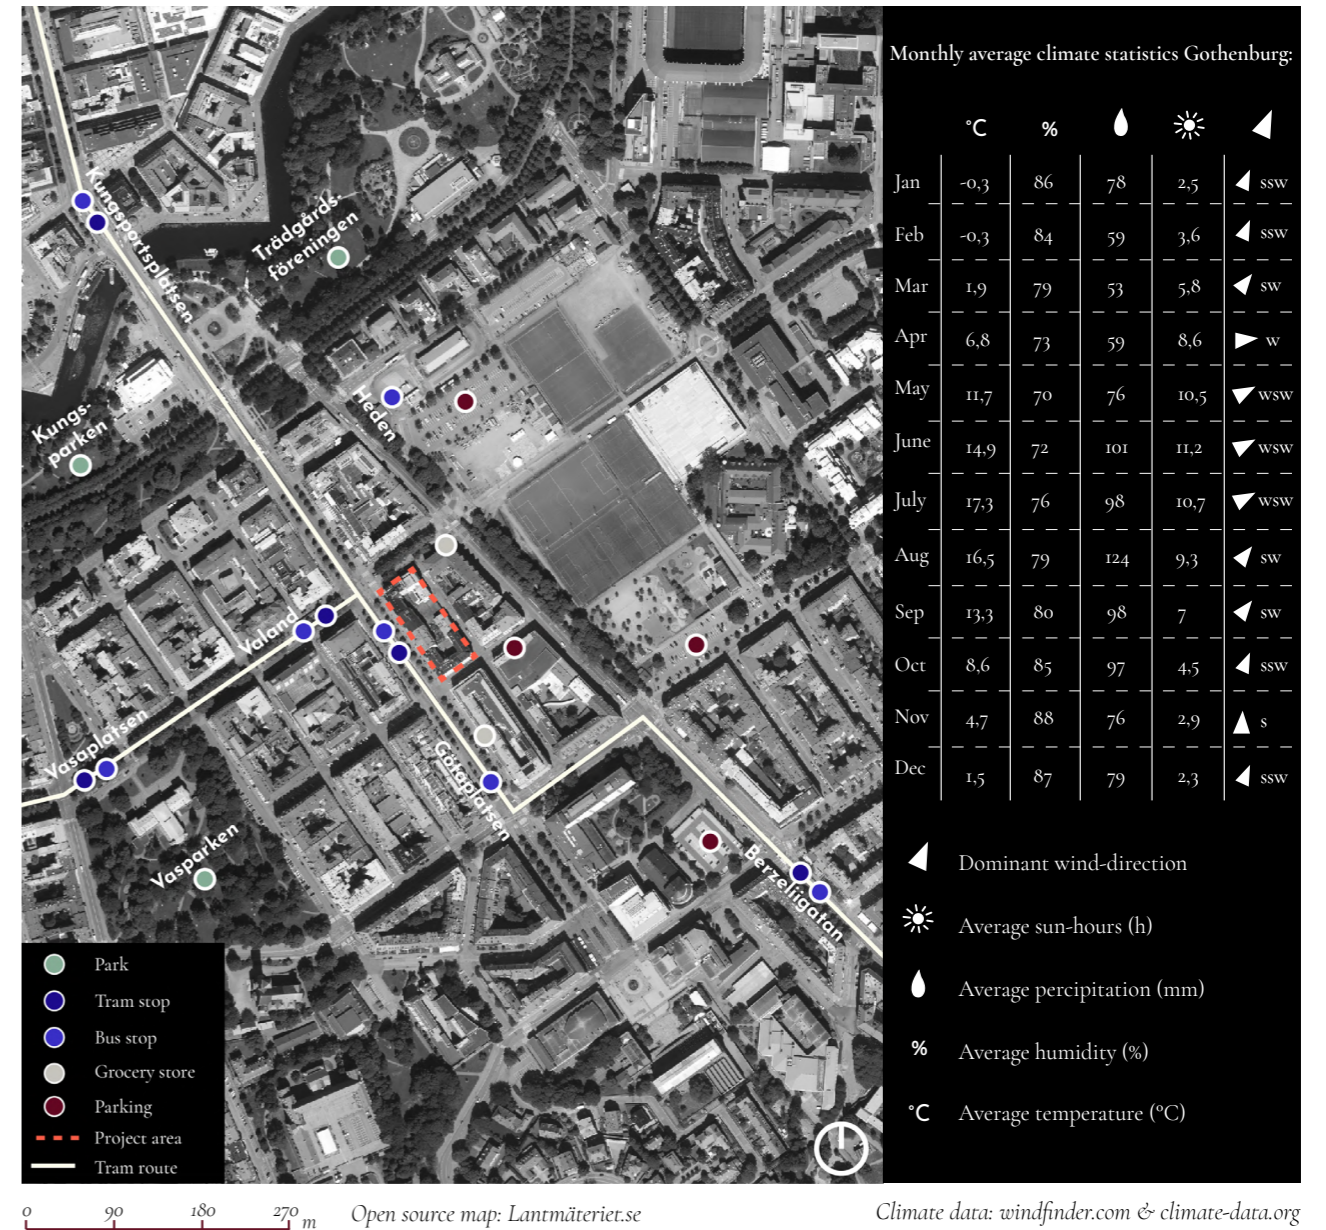 Kungsportsplatsen
Trädgårds-
föreningen
Kungs-
parken
Heden
Valand
Vasaplatsen
Götaplatsen
Vasparken
Berzeliigatan
Park
Tram stop
Bus stop
Grocery store
Parking
Project area
Tram route
0 90 180 270 m
Open source map: Lantmäteriet.se
Monthly average climate statistics Gothenburg:
°C %
Jan -0,3 86 78 2,5 ssw
Feb -0,3 84 59 3,6 ssw
Mar 1,9 79 53 5,8 sw
Apr 6,8 73 59 8,6 w
May 11,7 70 76 10,5 wsw
June 14,9 72 101 11,2 wsw
July 17,3 76 98 10,7 wsw
Aug 16,5 79 124 9,3 sw
Sep 13,3 80 98 7 sw
Oct 8,6 85 97 4,5 ssw
Nov 4,7 88 76 2,9 s
Dec 1,5 87 79 2,3 ssw
Dominant wind-direction
Average sun-hours (h)
Average percipitation (mm)
% Average humidity (%)
°C Average temperature (°C)
Climate data: windfinder.com & climate-data.org